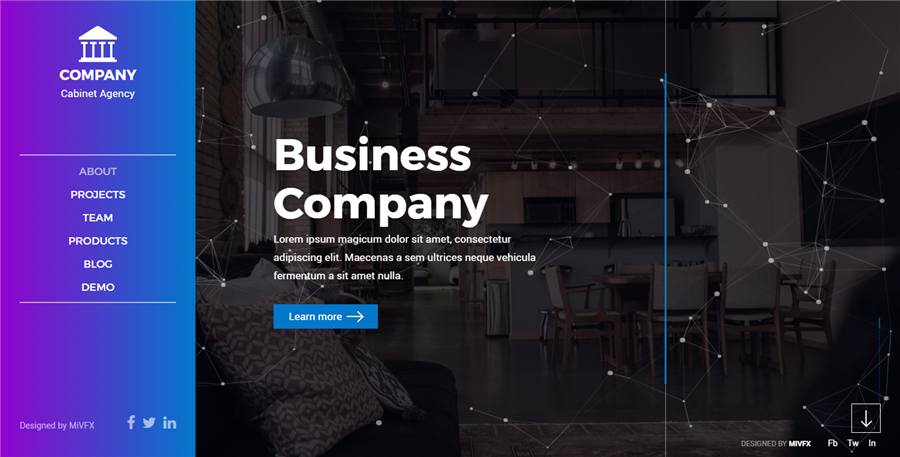 COMPANY
Cabinet Agency
ABOUT
PROJECTS
TEAM
PRODUCTS
BLOG
DEMO
Designed by MiVFX
Business
Company
Lorem ipsum magicum dolor sit amet, consectetur
adipiscing elit. Maecenas a sem ultrices neque vehicula
fermentum a sit amet nulla.
Learn more
DESIGNED BY MIVFX Fb Tw In